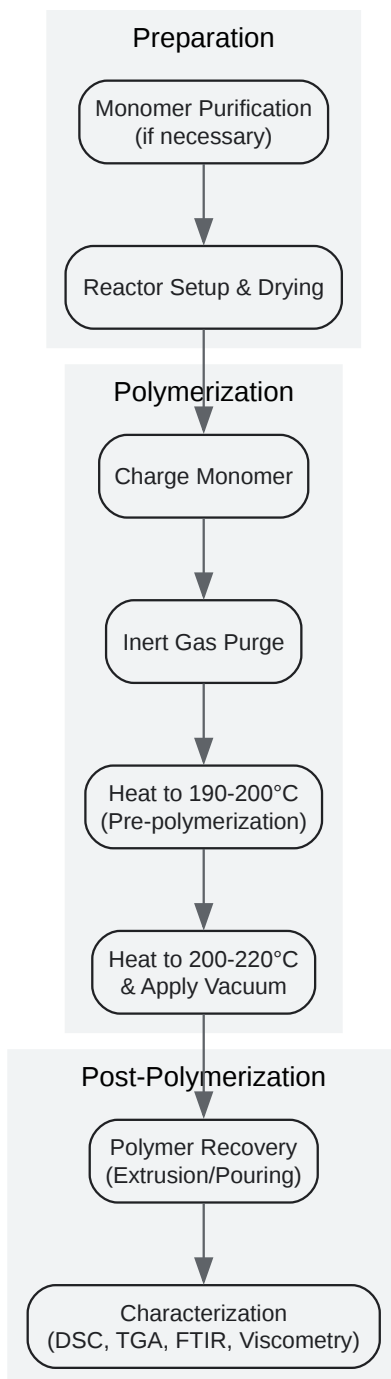 Preparation
Monomer Purification
(if necessary)
Reactor Setup & Drying
Polymerization
Charge Monomer
Inert Gas Purge
Heat to 190-200°C
(Pre-polymerization)
Heat to 200-220°C
& Apply Vacuum
Post-Polymerization
Polymer Recovery
(Extrusion/Pouring)
Characterization
(DSC, TGA, FTIR, Viscometry)